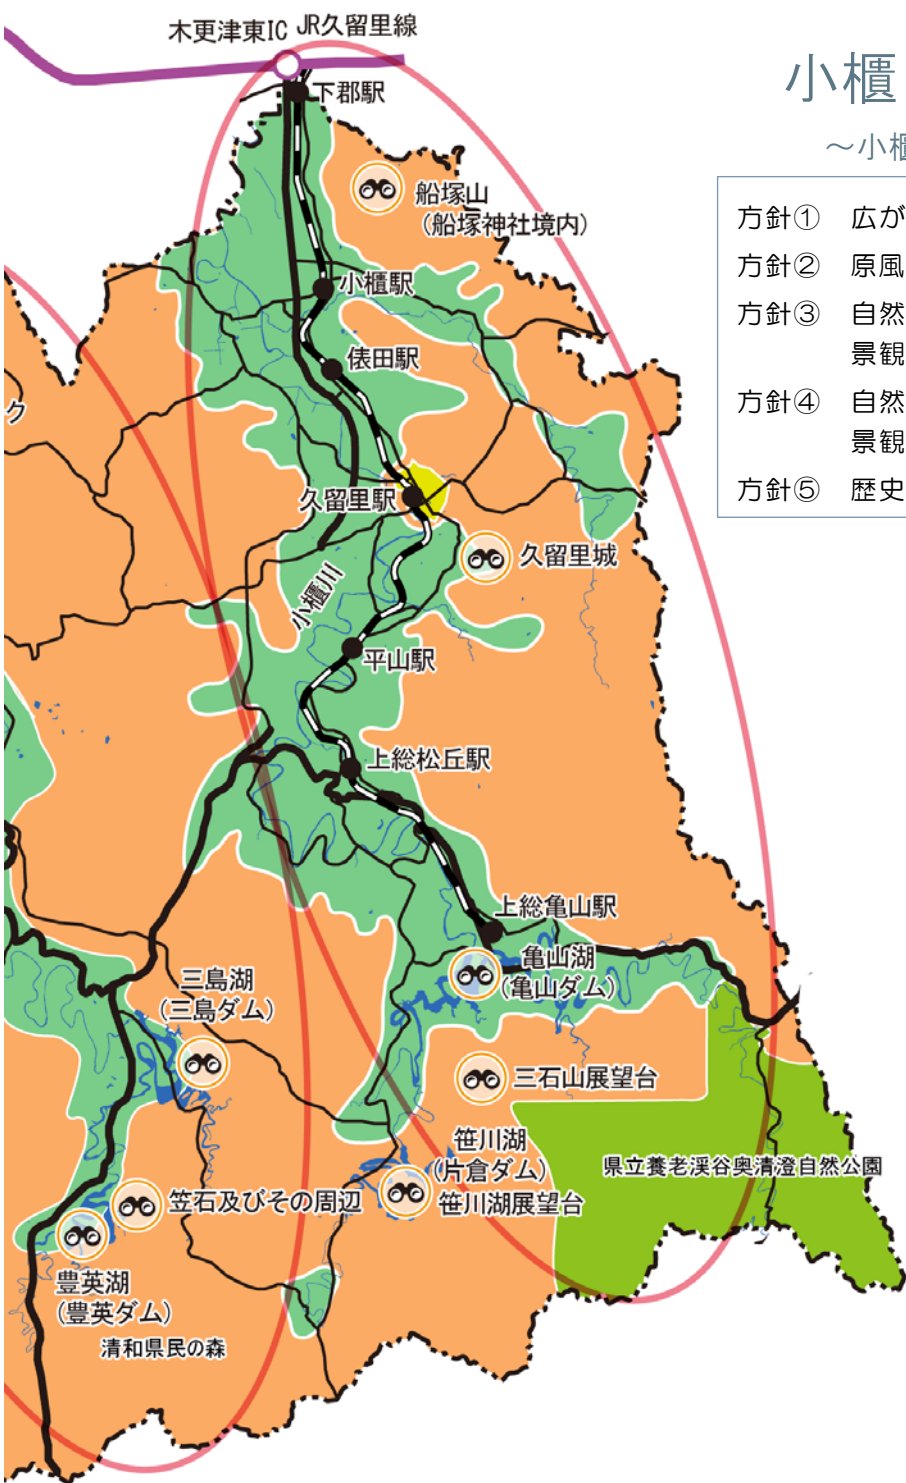 木更津東IC JR久留里線
下郡駅
小櫃
～小櫃
船塚山
(船塚神社境内)
方針① 広が
方針② 原風
方針③ 自然
景観
方針④ 自然
景観
方針⑤ 歴史
小櫃駅
俵田駅
ク
久留里駅
久留里城
小櫃川
平山駅
上総松丘駅
上総亀山駅
亀山湖
(亀山ダム)
三島湖
(三島ダム)
三石山展望台
笹川湖
(片倉ダム)
笹川湖展望台
県立養老渓谷奥清澄自然公園
笠石及びその周辺
豊英湖
(豊英ダム)
清和県民の森